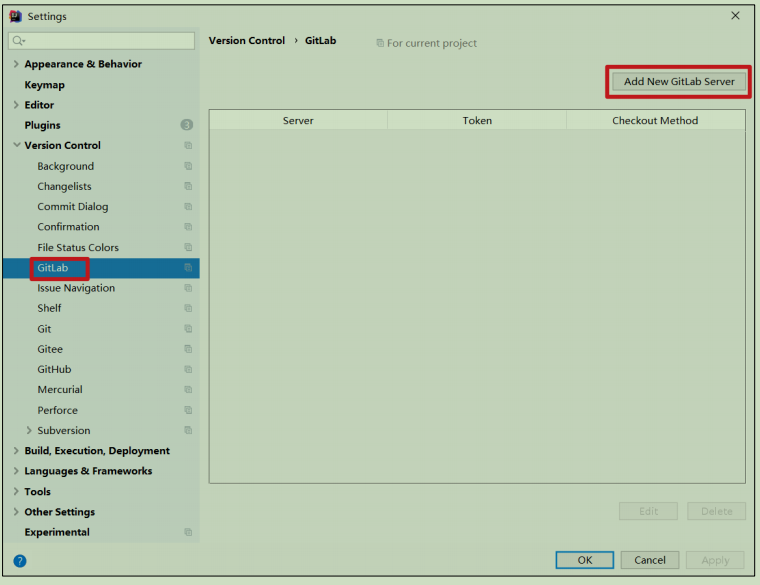 Settings
Version Control › GitLab
For current project
Appearance & Behavior
Keymap
Add New GitLab Server
Editor
Plugins
3
Server
Token
Checkout Method
Version Control
Background
Changelists
Commit Dialog
Confirmation
File Status Colors
GitLab
Issue Navigation
Shelf
Git
Gitee
GitHub
Mercurial
Perforce
Subversion
Build, Execution, Deployment
Languages & Frameworks
Tools
Other Settings
Experimental
Edit
Delete
?
OK
Cancel
Apply